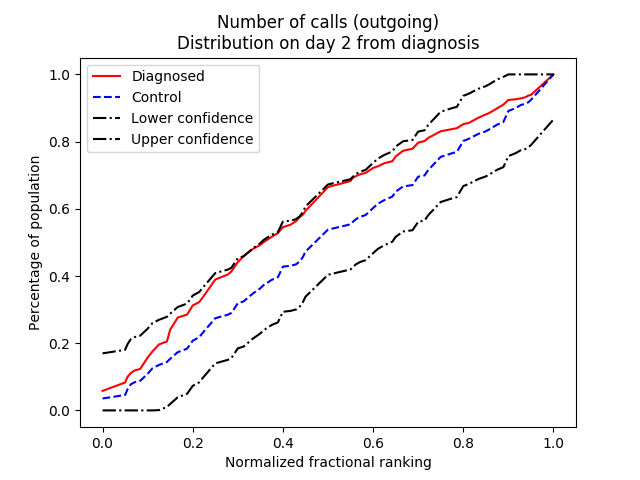 Number of calls (outgoing)
Distribution on day 2 from diagnosis
Diagnosed
Control
Lower confidence
Upper confidence
Percentage of population
1.0
0.8
0.6
0.4
0.2
0.0
0.0 0.2 0.4 0.6 0.8 1.0
Normalized fractional ranking